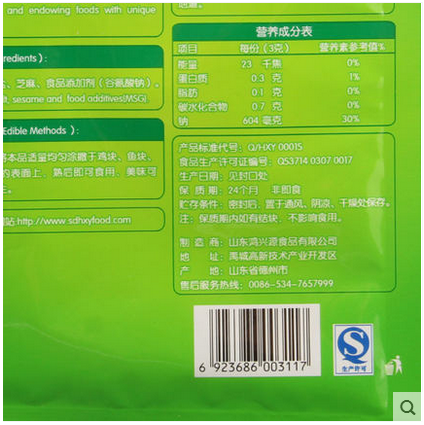 and endowing foods with unique
redients):
、芝麻、食品添加剂（谷氨酸钠）。
t, sesame and food additives(MSG)
Edible Methods):
将本品适量均匀涂撒于鸡块、鱼块、
的表面上，熟后即可食用，美味可
站:http://www.sdhxyfood.com
营养成分表
项目 每份（3克） 营养素参考值%
能量 23 千焦 0%
蛋白质 0.3 克 1%
脂肪 0.1 克 0%
碳水化合物 0.7 克 0%
钠 604 毫克 30%
产品标准代号：Q/HXY 0001S
食品生产许可证编号：QS3714 0307 0017
生产日期：见封口处
保 质 期：24个月 非即食
贮存条件：密封后，置于通风、阴凉、干燥处保存。
注：保质期内如有结块，不影响食用。
制 造 商：山东鸿兴源食品有限公司
地 址：禹城高新技术产业开发区
产 地：山东省德州市
售后服务热线：0086-534-7657999
6 923686 003117
QS
生产许可